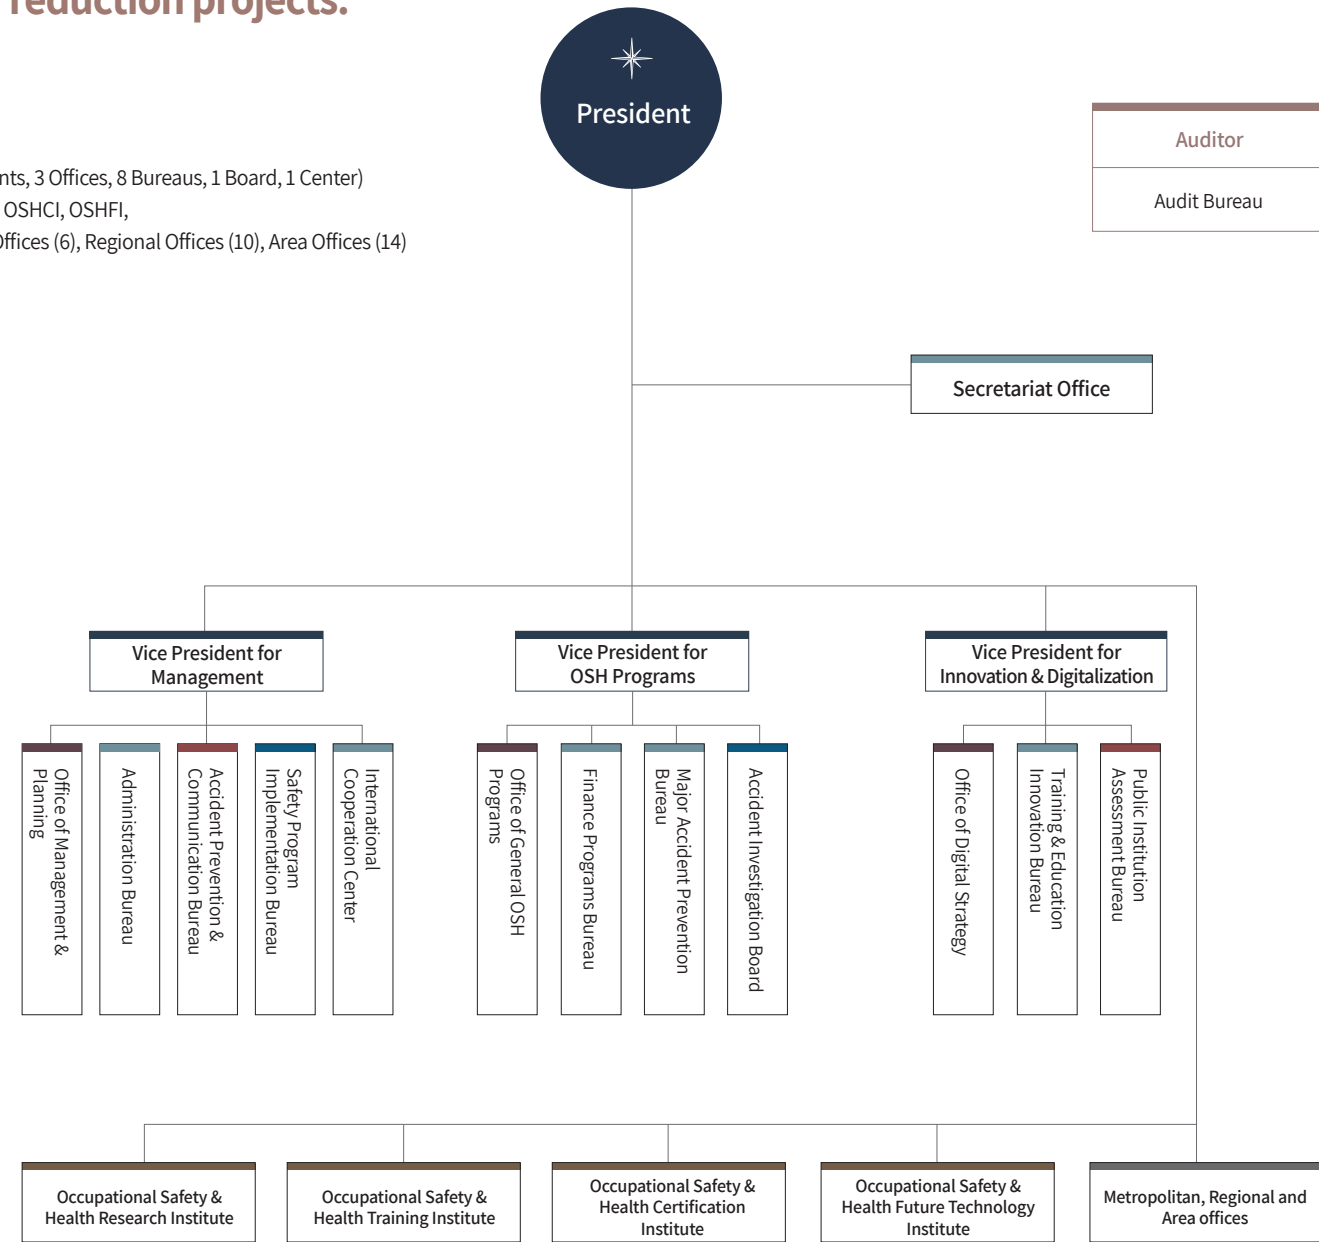 reduction projects.
President
Auditor
Audit Bureau
nts, 3 Offices, 8 Bureaus, 1 Board, 1 Center)
OSHCI, OSHFI,
Offices (6), Regional Offices (10), Area Offices (14)
Secretariat Office
Vice President for
Management
Vice President for
OSH Programs
Vice President for
Innovation & Digitalization
Office of Management &
Planning
Administration Bureau
Accident Prevention &
Communication Bureau
Safety Program
Implementation Bureau
International
Cooperation Center
Office of General OSH
Programs
Finance Programs Bureau
Major Accident Prevention
Bureau
Accident Investigation Board
Office of Digital Strategy
Training & Education
Innovation Bureau
Public Institution
Assessment Bureau
Occupational Safety &
Health Research Institute
Occupational Safety &
Health Training Institute
Occupational Safety &
Health Certification
Institute
Occupational Safety &
Health Future Technology
Institute
Metropolitan, Regional and
Area offices